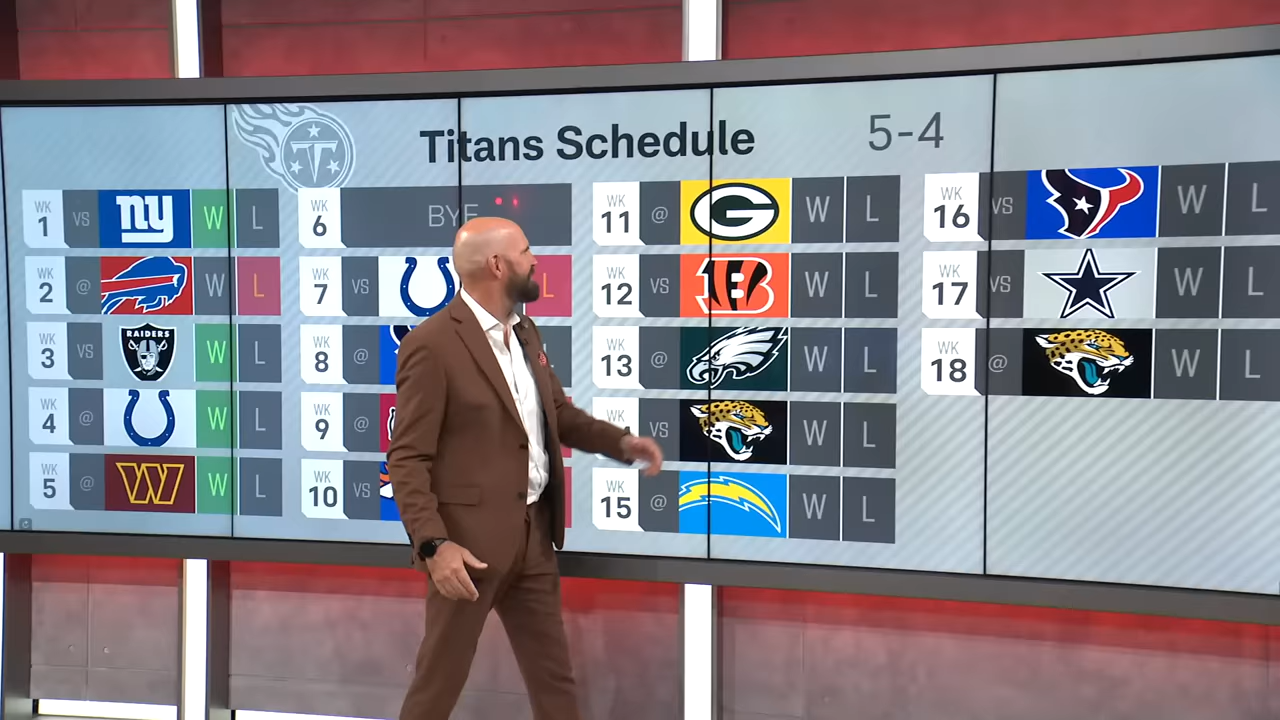 Titans Schedule 5-4
WK 1 VS ny W L
WK 2 @ W L
WK 3 VS RAIDERS W L
WK 4 @ W L
WK 5 @ W W L
WK 6 BYE
WK 7 VS L
WK 8 @
WK 9 @
WK 10 VS
WK 11 @ G W L
WK 12 VS B W L
WK 13 @ W L
WK VS W L
WK 15 @ W L
WK 16 VS W L
WK 17 VS W L
WK 18 @ W L